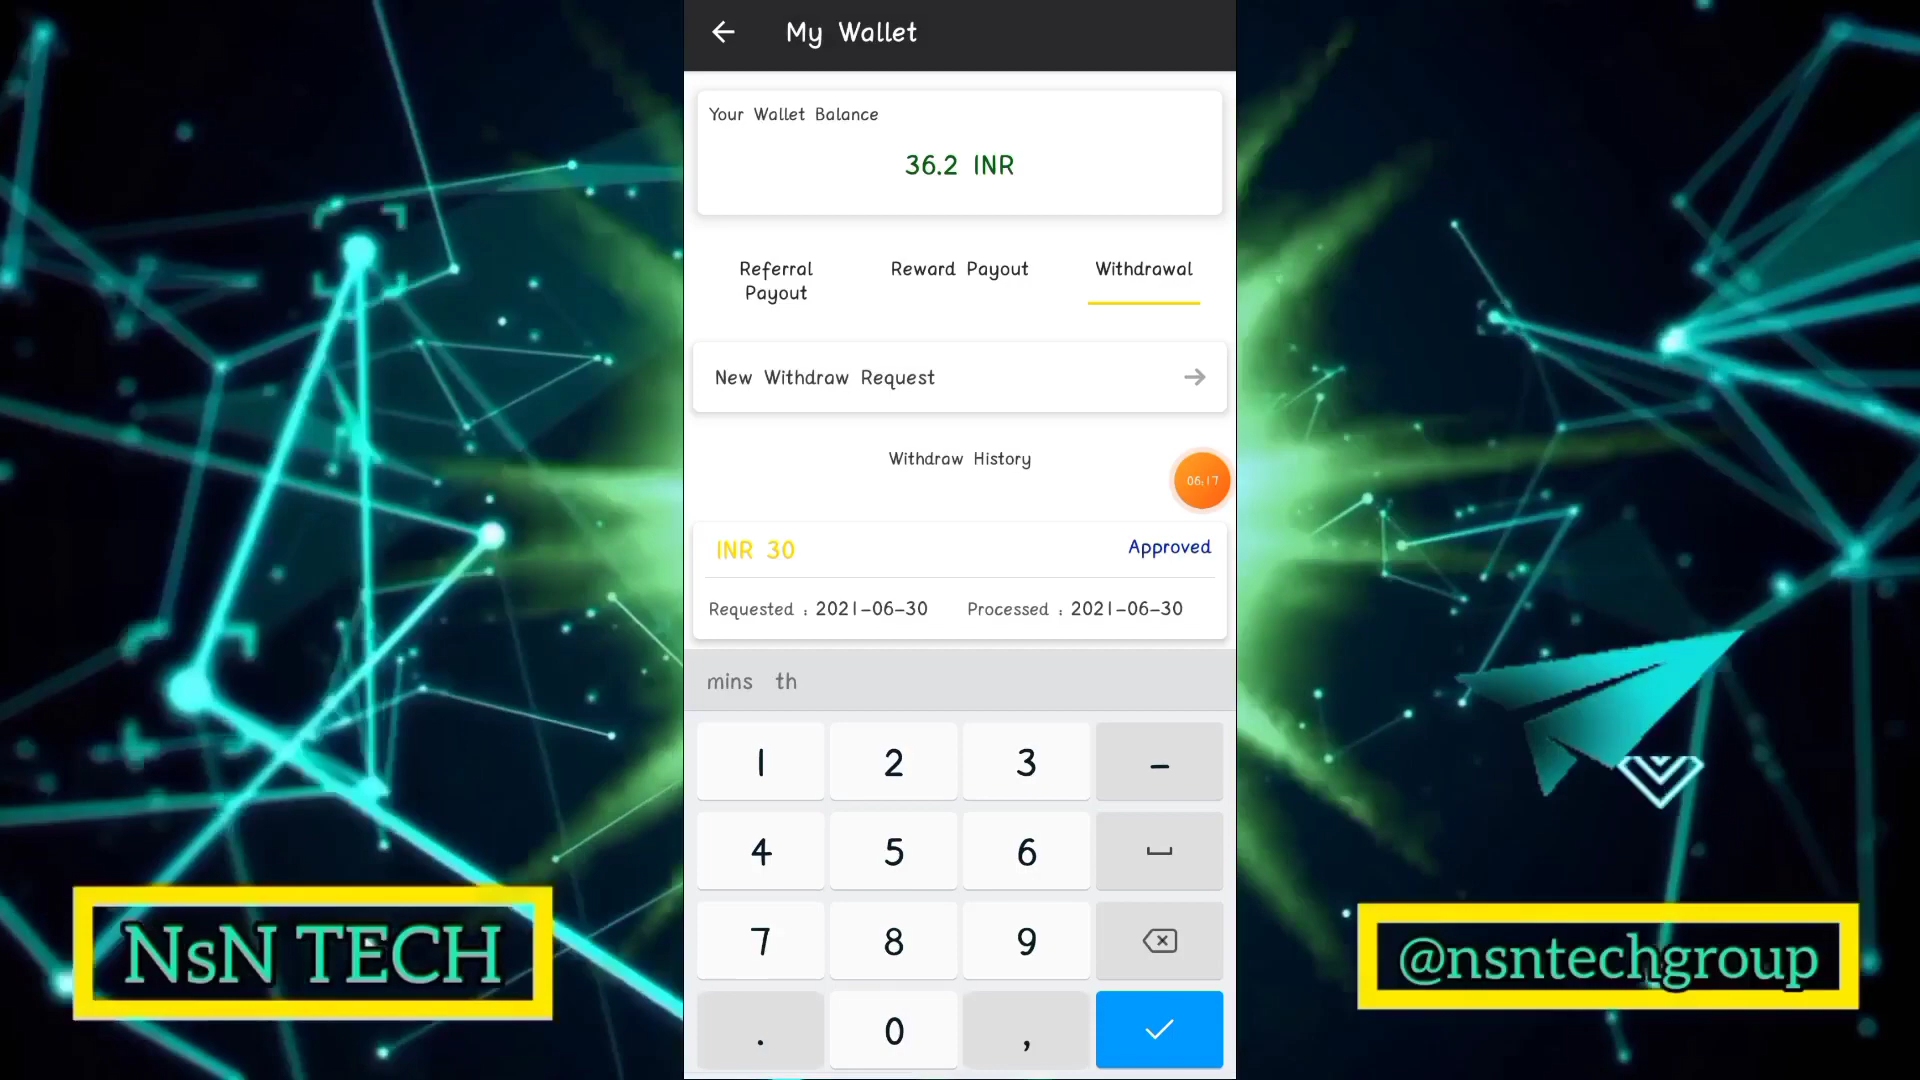 My Wallet
Your Wallet Balance
36.2 INR
Referral Payout
Reward Payout
Withdrawal
New Withdraw Request
Withdraw History
06:17
INR 30
Approved
Requested : 2021-06-30
Processed : 2021-06-30
mins th
1 2 3 -
4 5 6
7 8 9
. 0 ,
NsN TECH
@nsntechgroup